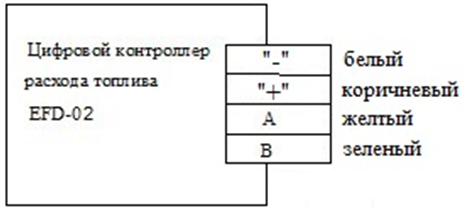 Цифровой контроллер
расхода топлива
EFD-02
"-" белый
"+" коричневый
A желтый
B зеленый